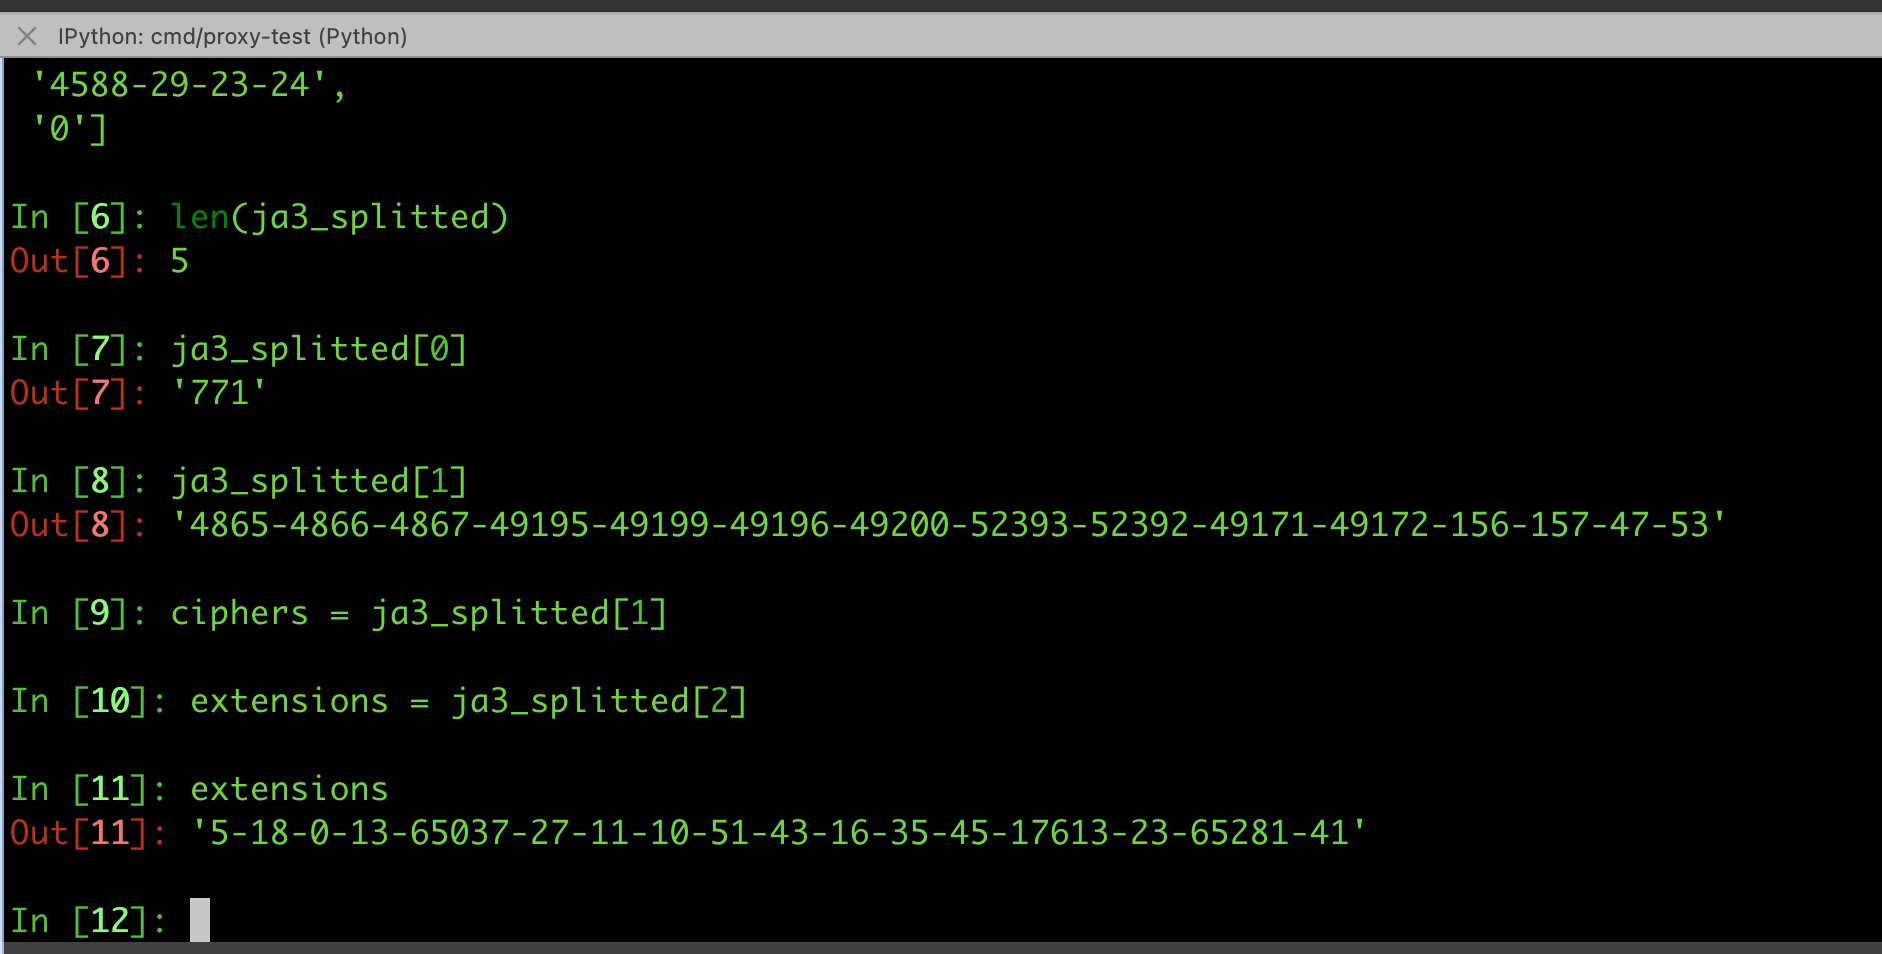 IPython: cmd/proxy-test (Python)
'4588-29-23-24',
'0']
In [6]: len(ja3_splitted)
Out[6]: 5
In [7]: ja3_splitted[0]
Out[7]: '771'
In [8]: ja3_splitted[1]
Out[8]: '4865-4866-4867-49195-49199-49196-49200-52393-52392-49171-49172-156-157-47-53'
In [9]: ciphers = ja3_splitted[1]
In [10]: extensions = ja3_splitted[2]
In [11]: extensions
Out[11]: '5-18-0-13-65037-27-11-10-51-43-16-35-45-17613-23-65281-41'
In [12]: